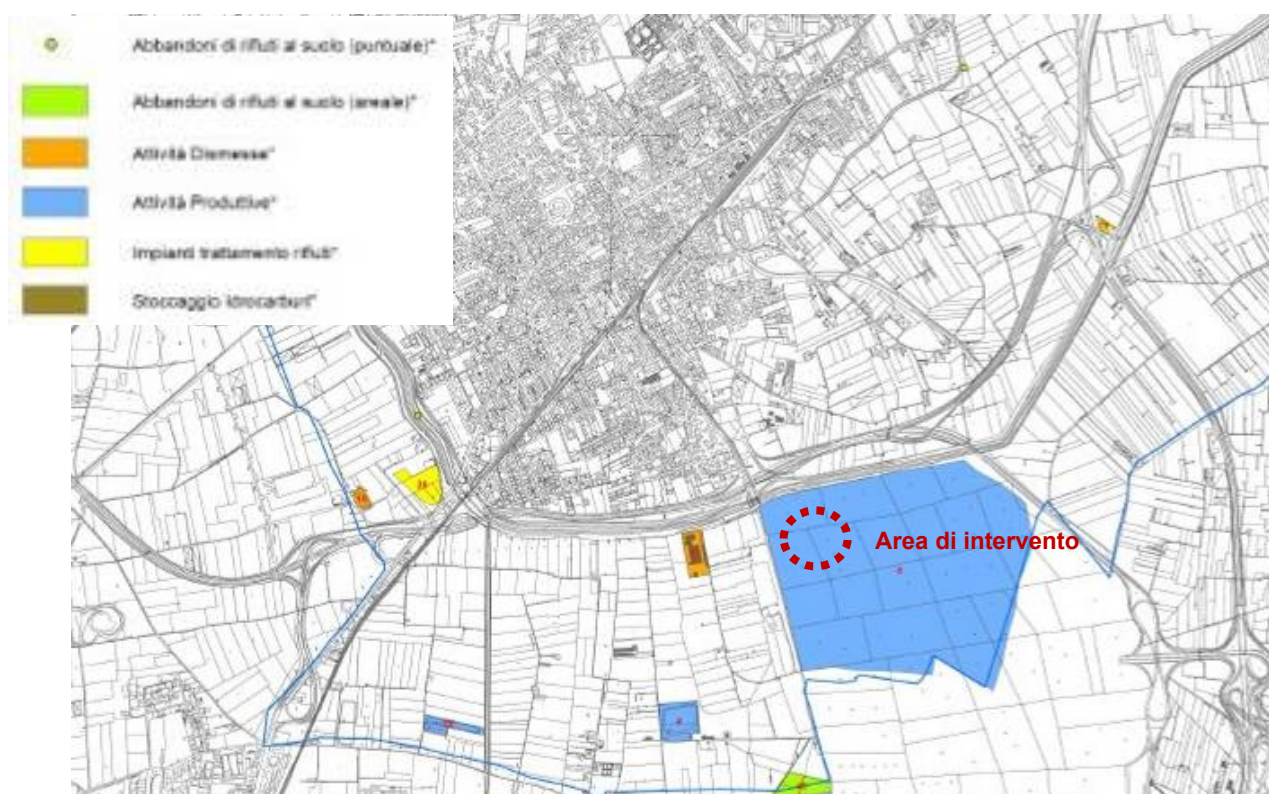 Abbandoni di rifiuti al suolo (puntuale)*
Abbandoni di rifiuti al suolo (areale)*
Attività Dismesse*
Attività Produttive*
Impianti trattamento rifiuti*
Stoccaggio Idrocarburi*
Area di intervento